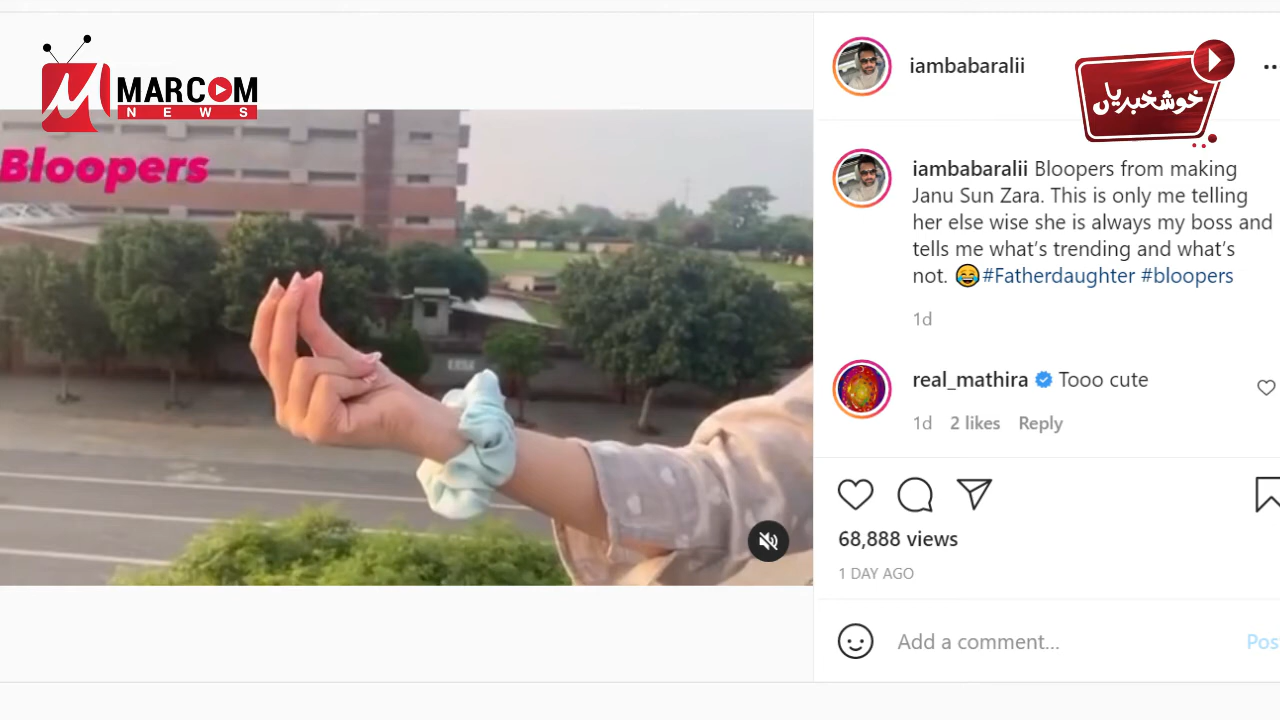 MARCOM
NEWS
Bloopers
iambabaralii
خوشخبریاں
iambabaralii Bloopers from making
Janu Sun Zara. This is only me telling
her else wise she is always my boss and
tells me what's trending and what's
not. 😂#Fatherdaughter #bloopers
1d
real_mathira Tooo cute
1d 2 likes Reply
68,888 views
1 DAY AGO
Add a comment...
Pos